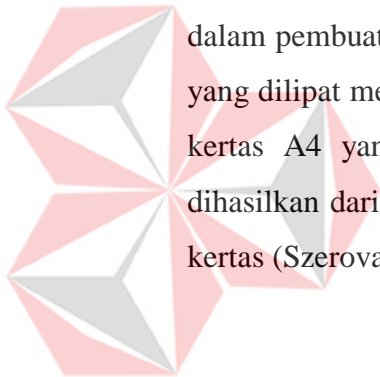 dalam pembuat
yang dilipat me
kertas A4 yan
dihasilkan dari
kertas (Szerova